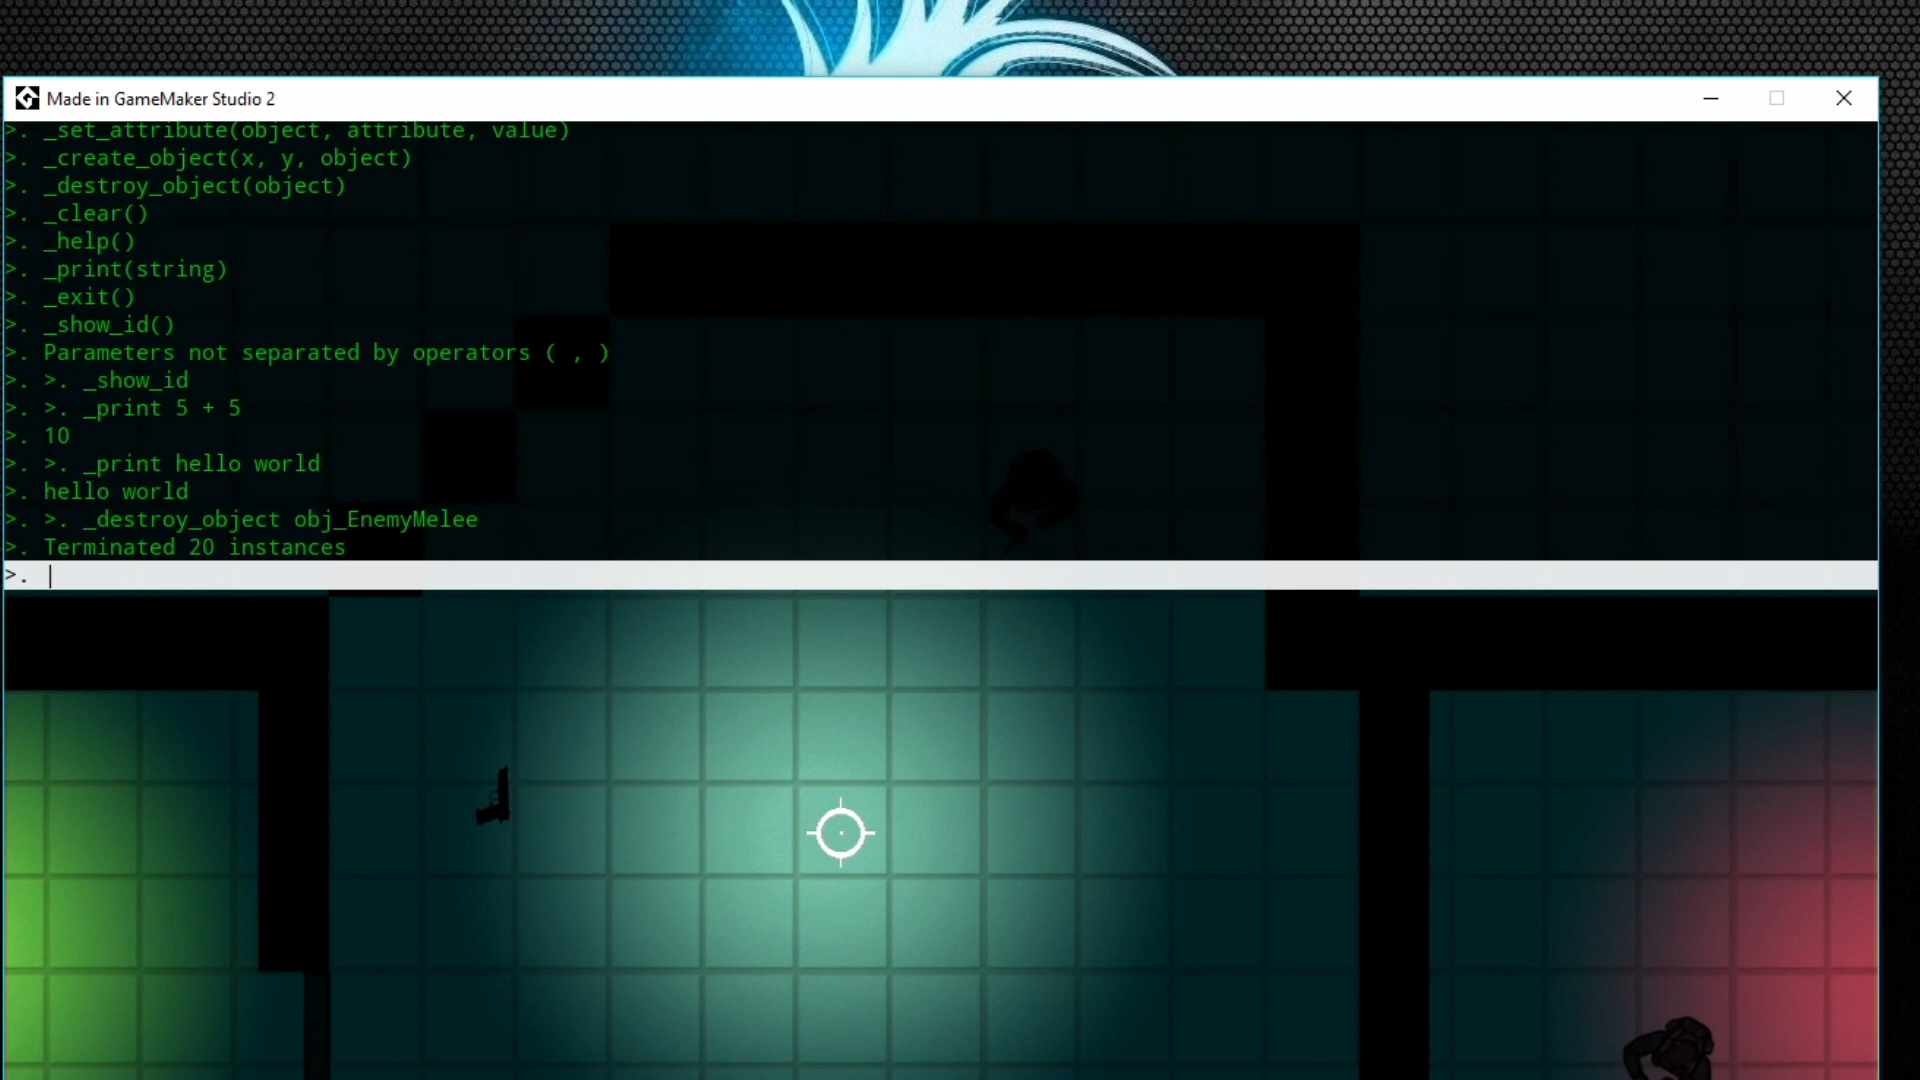 Made in GameMaker Studio 2
>. _set_attribute(object, attribute, value)
>. _create_object(x, y, object)
>. _destroy_object(object)
>. _clear()
>. _help()
>. _print(string)
>. _exit()
>. _show_id()
>. Parameters not separated by operators ( , )
>. >. _show_id
>. >. _print 5 + 5
>. 10
>. >. _print hello world
>. hello world
>. >. _destroy_object obj_EnemyMelee
>. Terminated 20 instances
>.